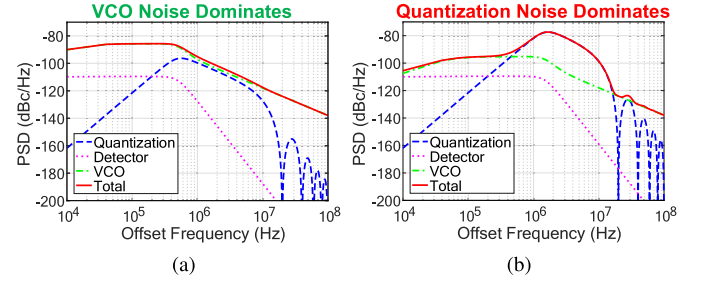 VCO Noise Dominates
PSD (dBc/Hz)
-80
-100
-120
-140
-160
-180
-200
Quantization
Detector
VCO
Total
10^4 10^5 10^6 10^7 10^8
Offset Frequency (Hz)
(a)
Quantization Noise Dominates
PSD (dBc/Hz)
-80
-100
-120
-140
-160
-180
-200
Quantization
Detector
VCO
Total
10^4 10^5 10^6 10^7 10^8
Offset Frequency (Hz)
(b)